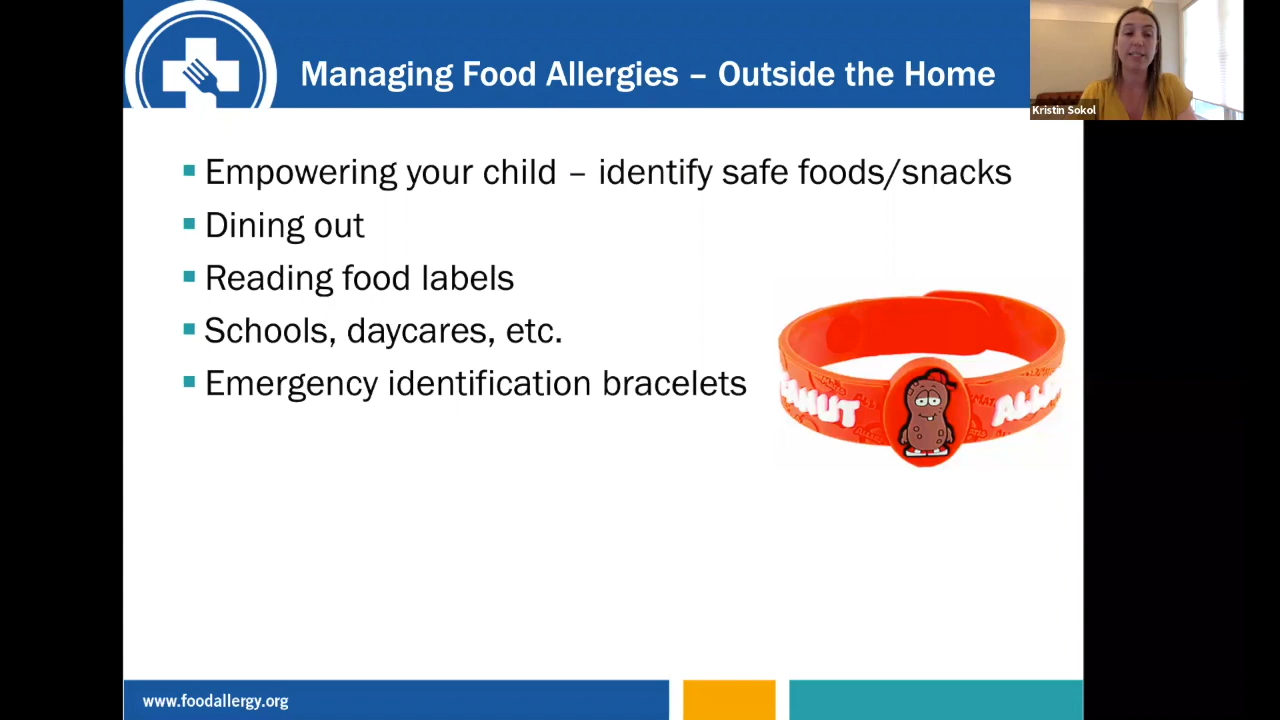 Managing Food Allergies – Outside the Home
Kristin Sokol
Empowering your child – identify safe foods/snacks
Dining out
Reading food labels
Schools, daycares, etc.
Emergency identification bracelets
www.foodallergy.org